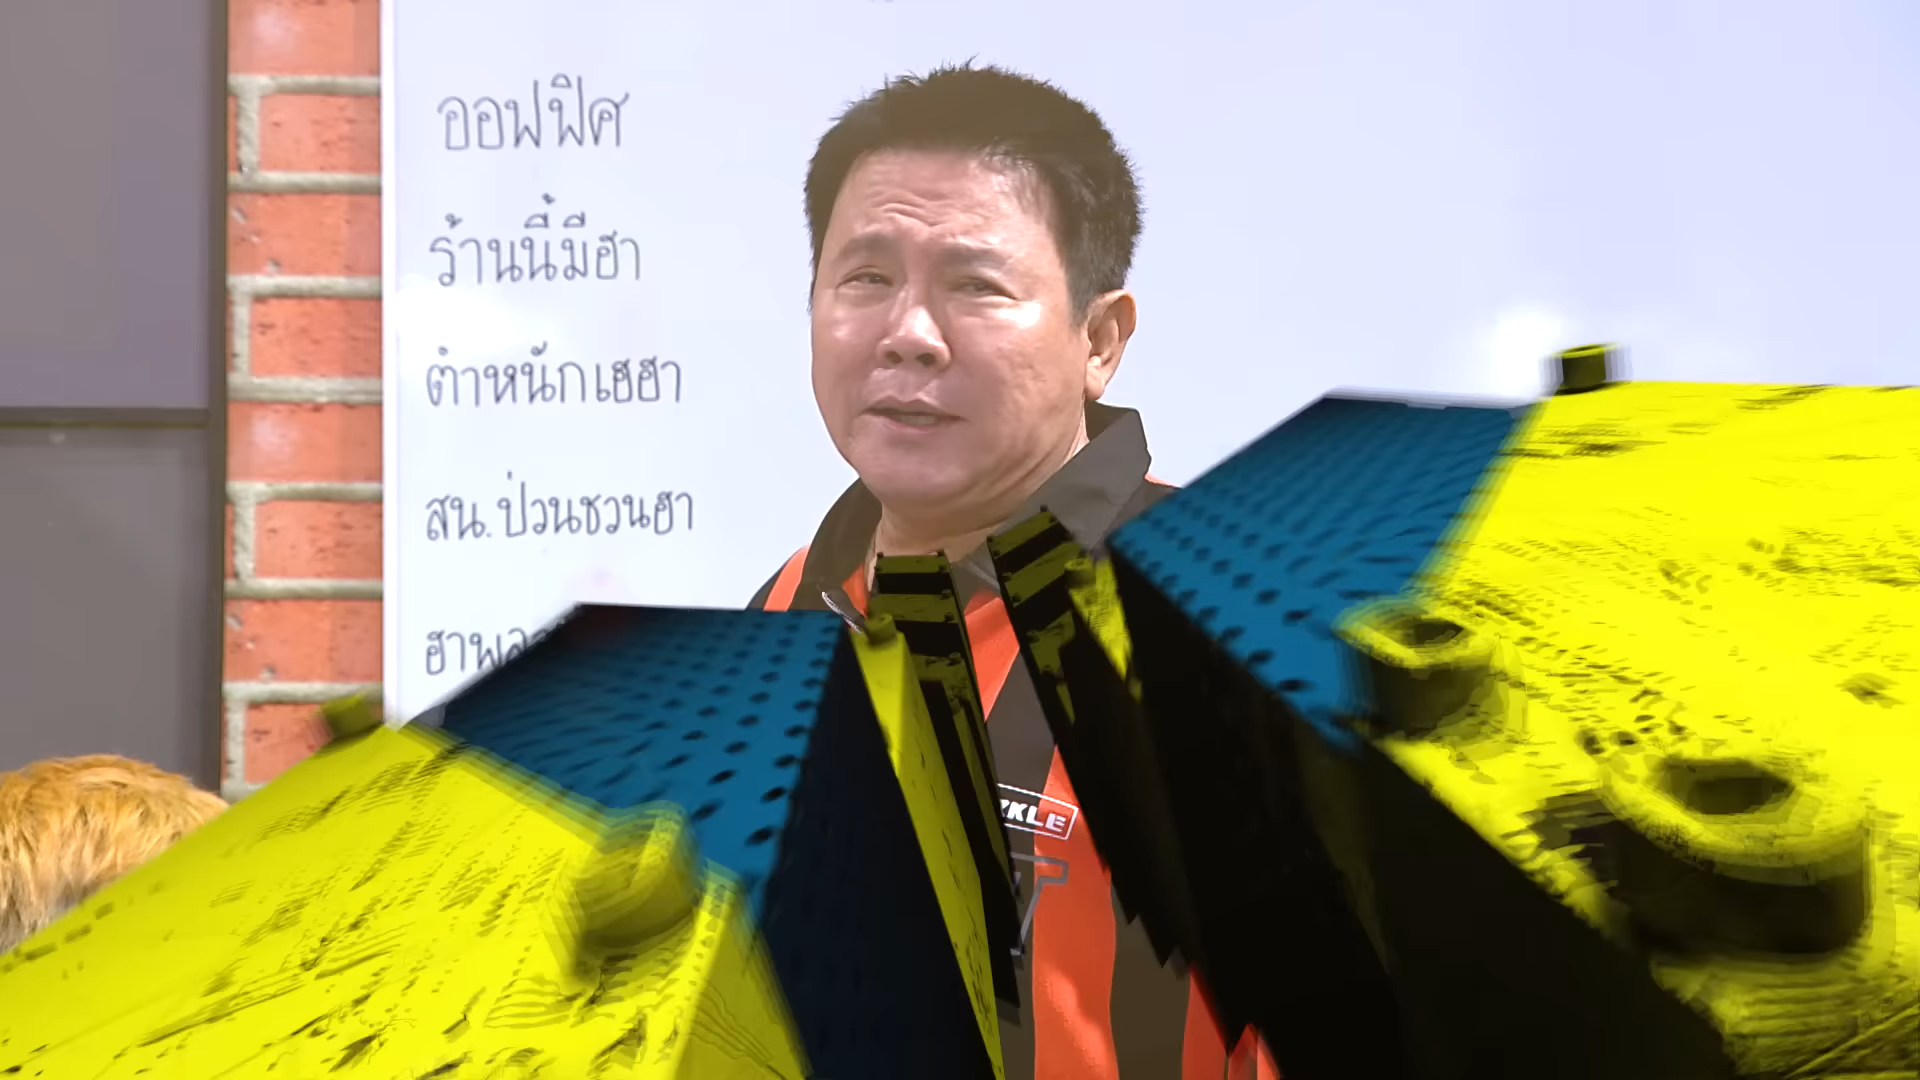 ออฟฟิศ
ร้านนี้มีฮา
ตำหนักเฮฮา
สน.ป่วนชวนฮา